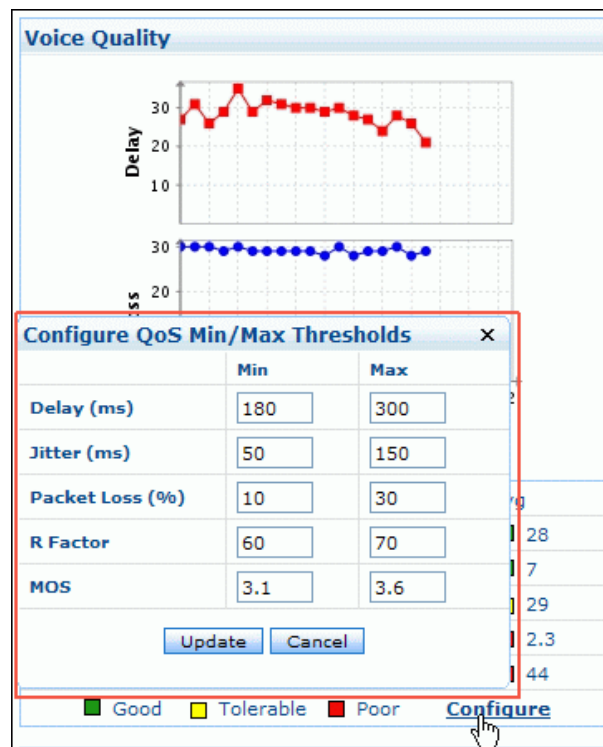 Voice Quality
Delay
30
20
10
30
20
ss
Configure QoS Min/Max Thresholds ×
Min Max
Delay (ms) 180 300
Jitter (ms) 50 150
Packet Loss (%) 10 30
R Factor 60 70
MOS 3.1 3.6
Update Cancel
28
7
29
2.3
44
Good Tolerable Poor Configure